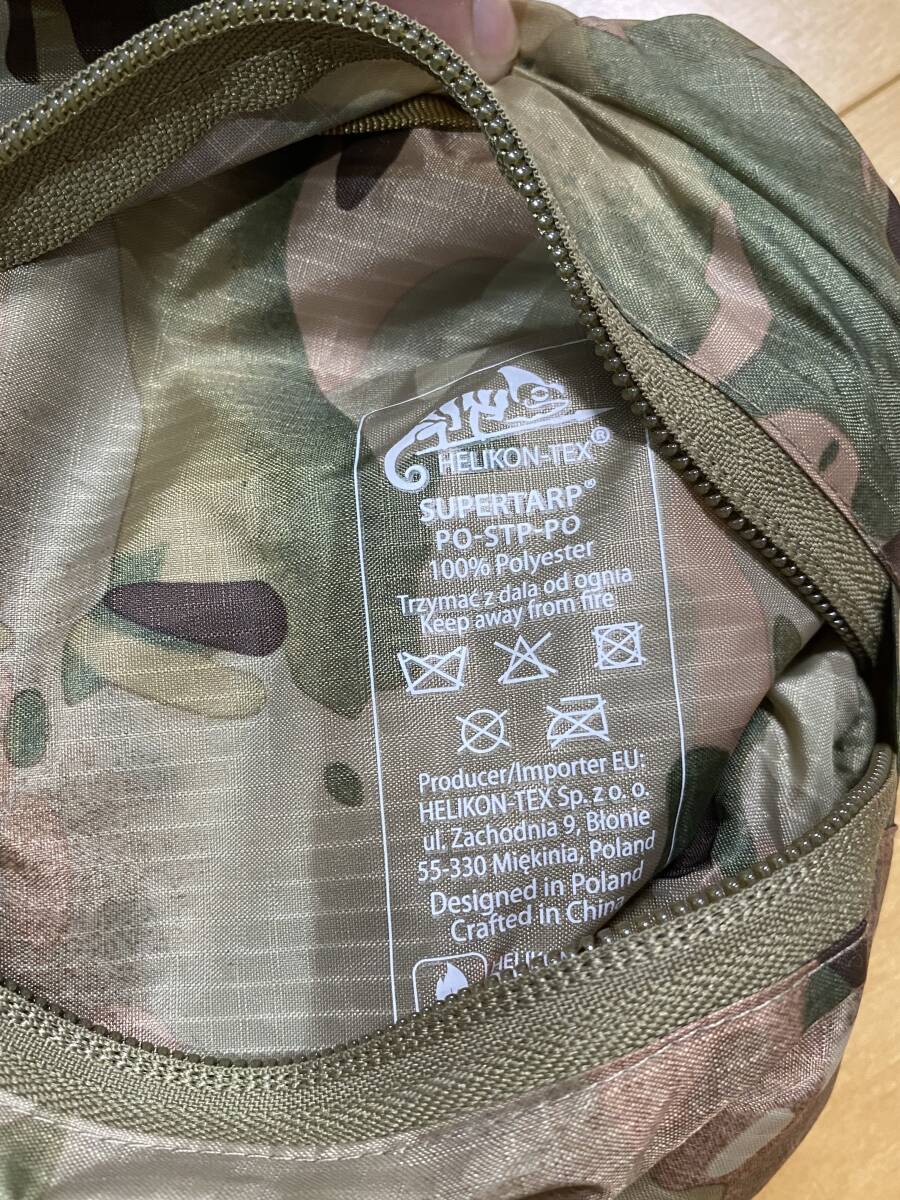 HELIKON-TEX®
SUPERTARP®
PO-STP-PO
100% Polyester
Trzymać z dala od ognia
Keep away from fire
Producer/Importer EU:
HELIKON-TEX Sp. z o. o.
ul. Zachodnia 9, Błonie
55-330 Miękinia, Poland
Designed in Poland
Crafted in China